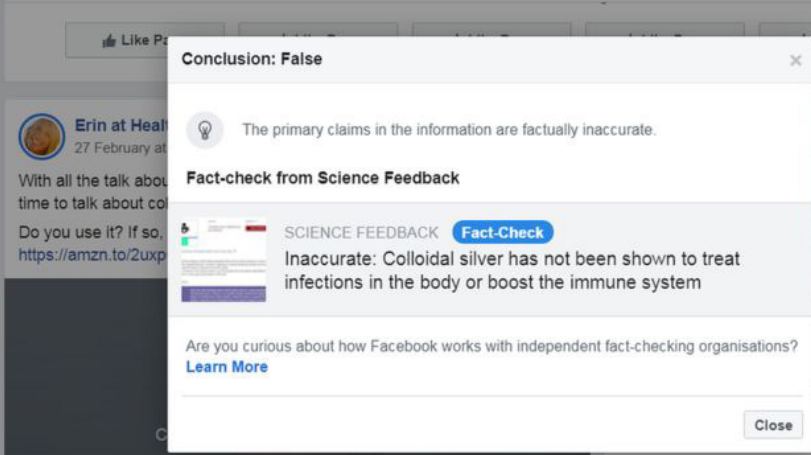 Like Pa
Conclusion: False
Erin at Healt
27 February at
With all the talk abou
time to talk about col
Do you use it? If so,
https://amzn.to/2uxp
The primary claims in the information are factually inaccurate.
Fact-check from Science Feedback
SCIENCE FEEDBACK Fact-Check
Inaccurate: Colloidal silver has not been shown to treat
infections in the body or boost the immune system
Are you curious about how Facebook works with independent fact-checking organisations?
Learn More
Close
C